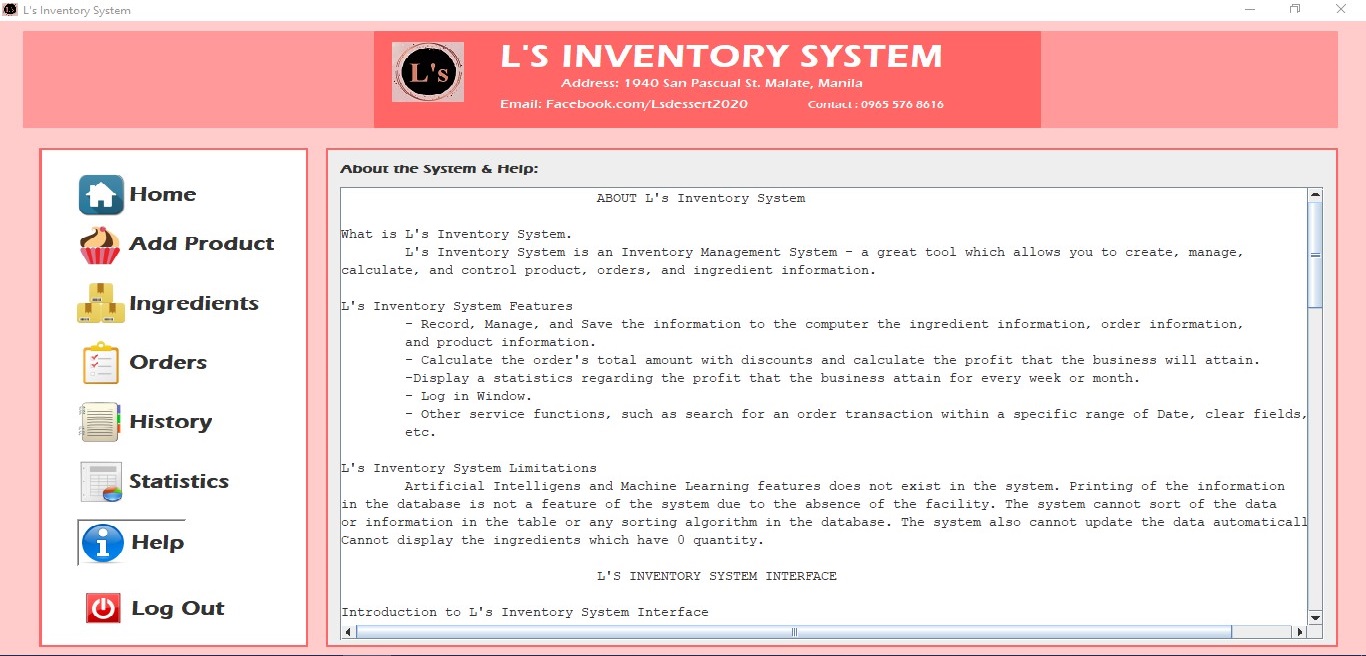 L's Inventory System
L's
L'S INVENTORY SYSTEM
Address: 1940 San Pascual St. Malate, Manila
Email: Facebook.com/Lsdessert2020 Contact : 0965 576 8616
Home
Add Product
Ingredients
Orders
History
Statistics
Help
Log Out
About the System & Help:
ABOUT L's Inventory System
What is L's Inventory System.
L's Inventory System is an Inventory Management System - a great tool which allows you to create, manage,
calculate, and control product, orders, and ingredient information.
L's Inventory System Features
- Record, Manage, and Save the information to the computer the ingredient information, order information,
and product information.
- Calculate the order's total amount with discounts and calculate the profit that the business will attain.
-Display a statistics regarding the profit that the business attain for every week or month.
- Log in Window.
- Other service functions, such as search for an order transaction within a specific range of Date, clear fields,
etc.
L's Inventory System Limitations
Artificial Intelligens and Machine Learning features does not exist in the system. Printing of the information
in the database is not a feature of the system due to the absence of the facility. The system cannot sort of the data
or information in the table or any sorting algorithm in the database. The system also cannot update the data automaticall
Cannot display the ingredients which have 0 quantity.
L'S INVENTORY SYSTEM INTERFACE
Introduction to L's Inventory System Interface